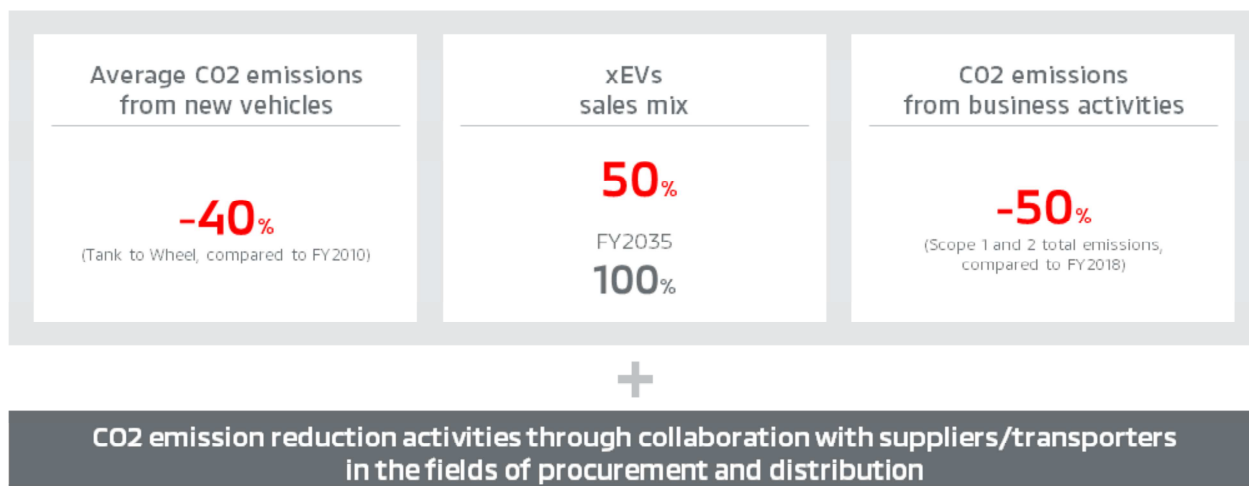 Average CO2 emissions
from new vehicles
-40%
(Tank to Wheel, compared to FY2010)
xEVs
sales mix
50%
FY2035
100%
CO2 emissions
from business activities
-50%
(Scope 1 and 2 total emissions,
compared to FY2018)
+
CO2 emission reduction activities through collaboration with suppliers/transporters
in the fields of procurement and distribution